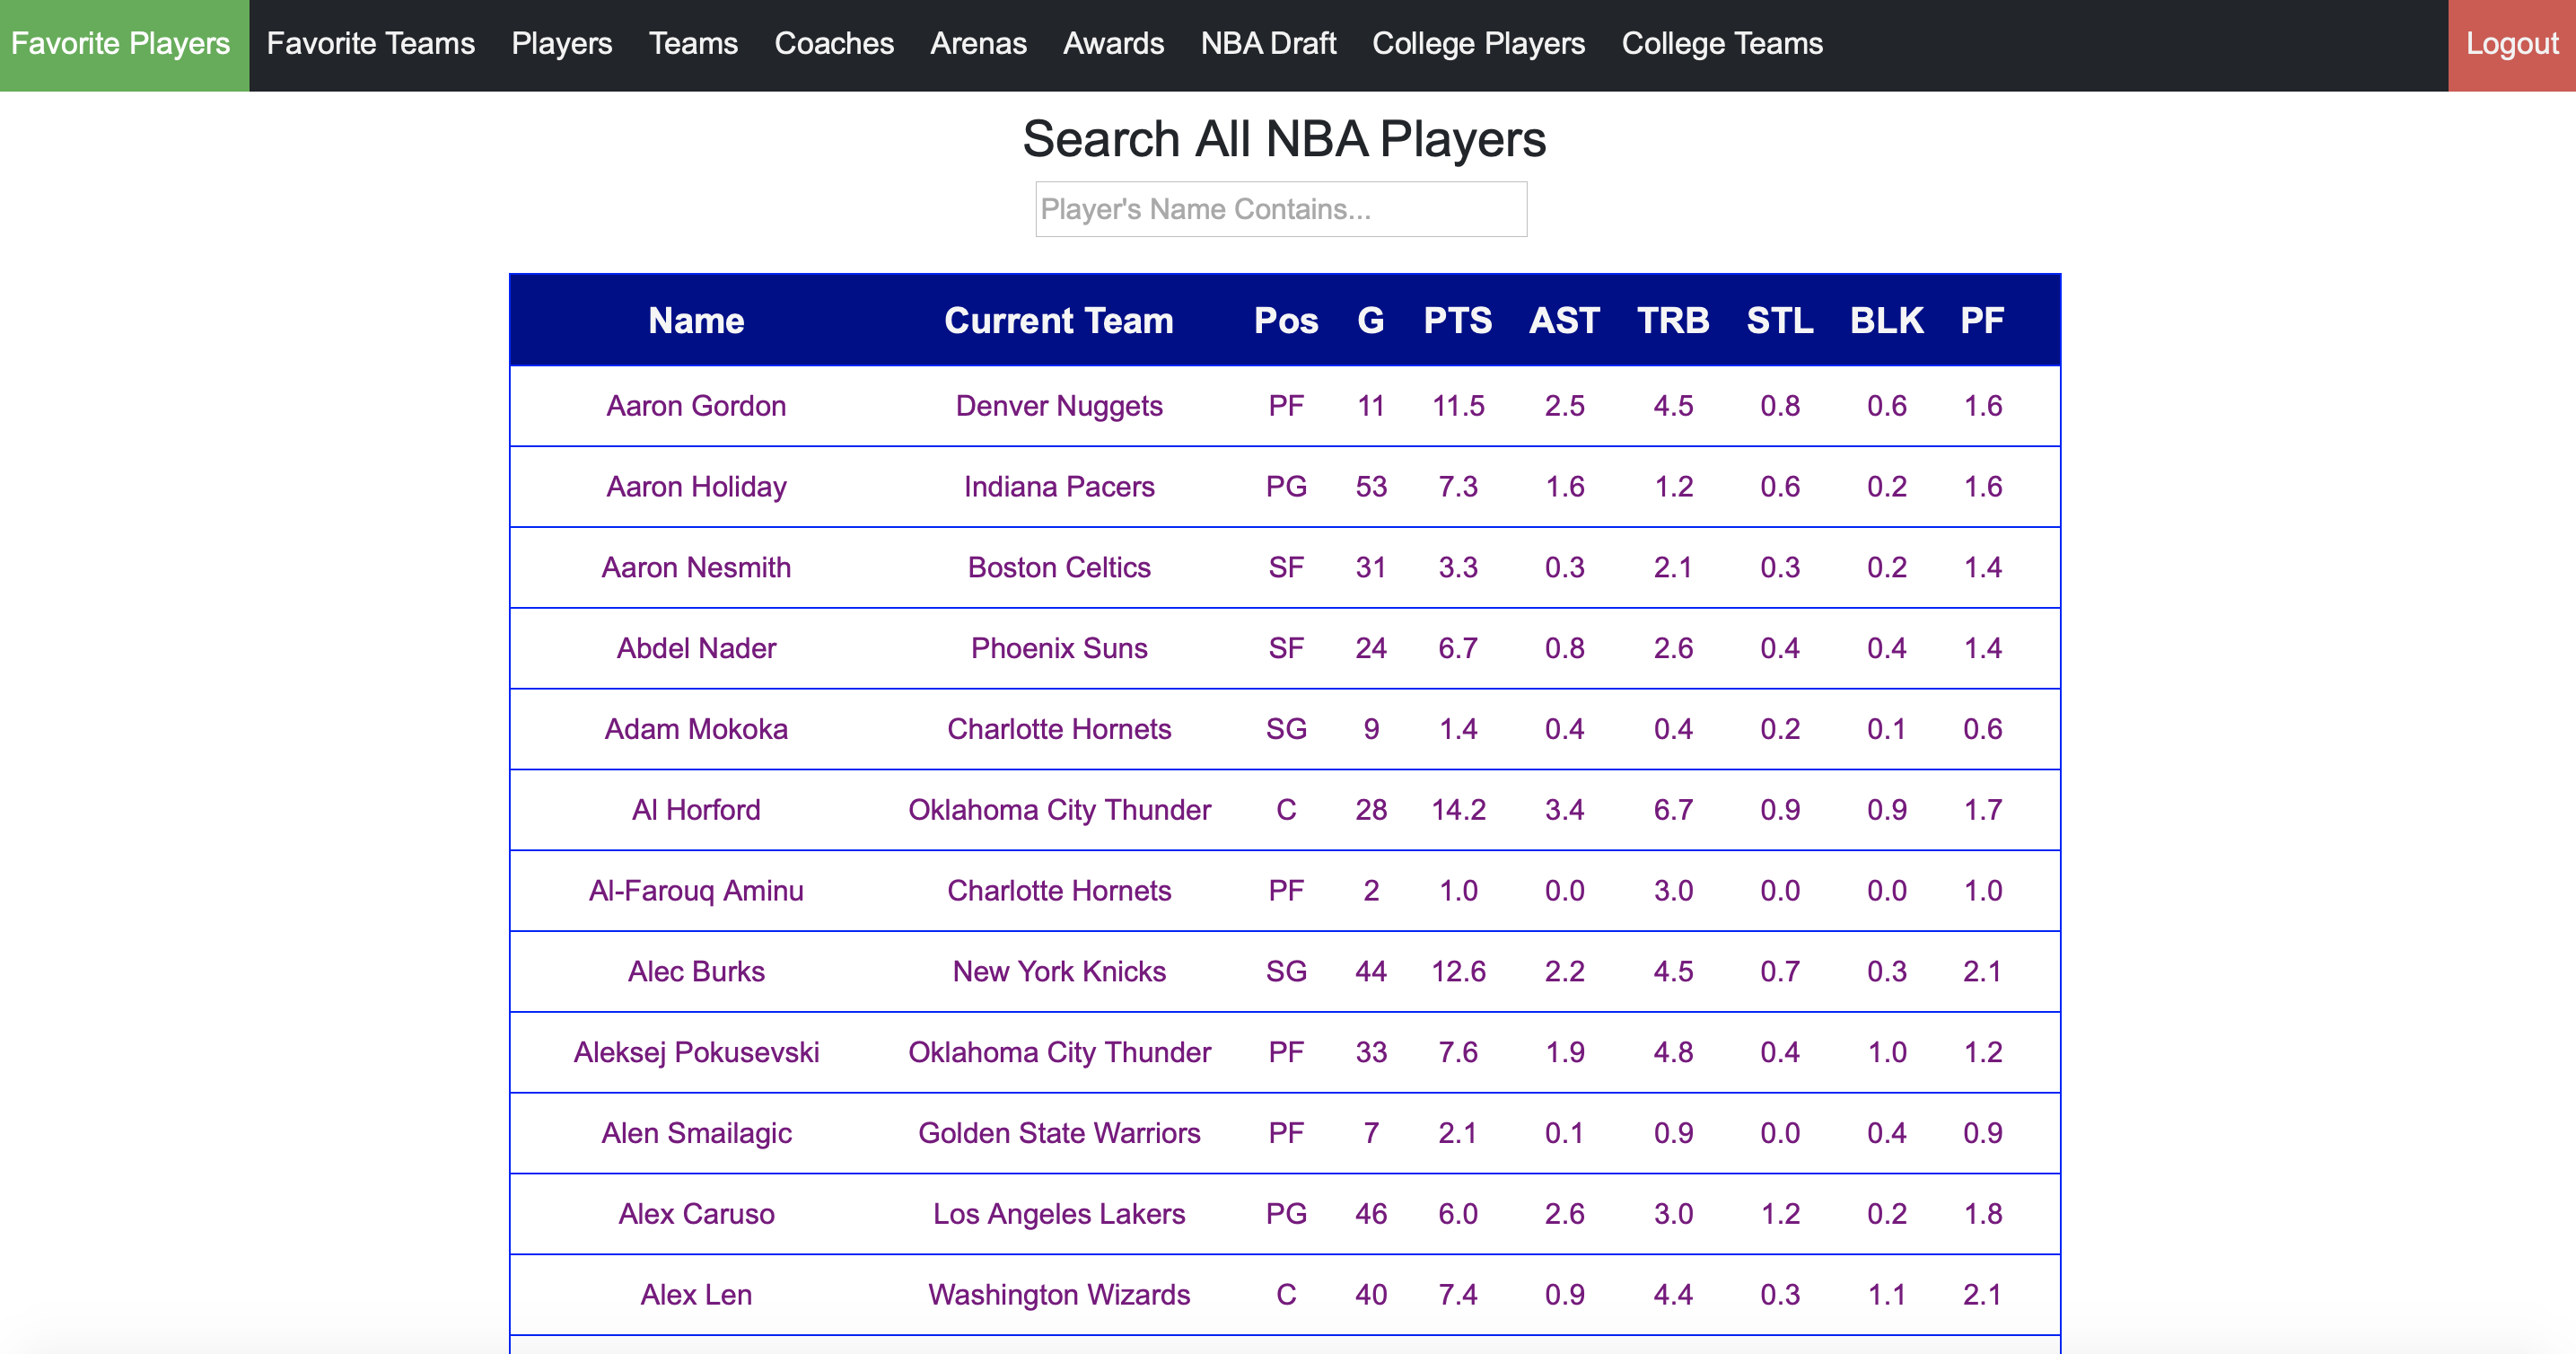 Favorite Players Favorite Teams Players Teams Coaches Arenas Awards NBA Draft College Players College Teams Logout
Search All NBA Players
Player's Name Contains...
Name Current Team Pos G PTS AST TRB STL BLK PF
Aaron Gordon Denver Nuggets PF 11 11.5 2.5 4.5 0.8 0.6 1.6
Aaron Holiday Indiana Pacers PG 53 7.3 1.6 1.2 0.6 0.2 1.6
Aaron Nesmith Boston Celtics SF 31 3.3 0.3 2.1 0.3 0.2 1.4
Abdel Nader Phoenix Suns SF 24 6.7 0.8 2.6 0.4 0.4 1.4
Adam Mokoka Charlotte Hornets SG 9 1.4 0.4 0.4 0.2 0.1 0.6
Al Horford Oklahoma City Thunder C 28 14.2 3.4 6.7 0.9 0.9 1.7
Al-Farouq Aminu Charlotte Hornets PF 2 1.0 0.0 3.0 0.0 0.0 1.0
Alec Burks New York Knicks SG 44 12.6 2.2 4.5 0.7 0.3 2.1
Aleksej Pokusevski Oklahoma City Thunder PF 33 7.6 1.9 4.8 0.4 1.0 1.2
Alen Smailagic Golden State Warriors PF 7 2.1 0.1 0.9 0.0 0.4 0.9
Alex Caruso Los Angeles Lakers PG 46 6.0 2.6 3.0 1.2 0.2 1.8
Alex Len Washington Wizards C 40 7.4 0.9 4.4 0.3 1.1 2.1